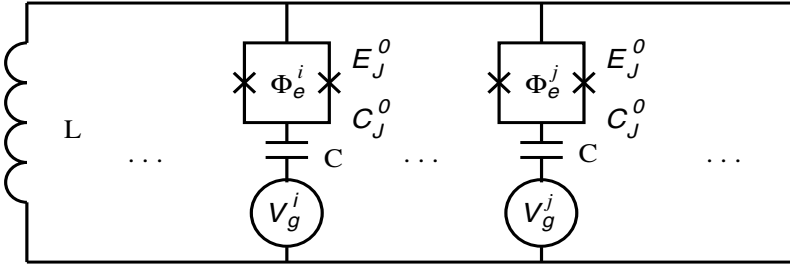 E_J^0 E_J^0
Φ_e^i Φ_e^j
C_J^0 C_J^0
L ... C ... C ...
V_g^i V_g^j